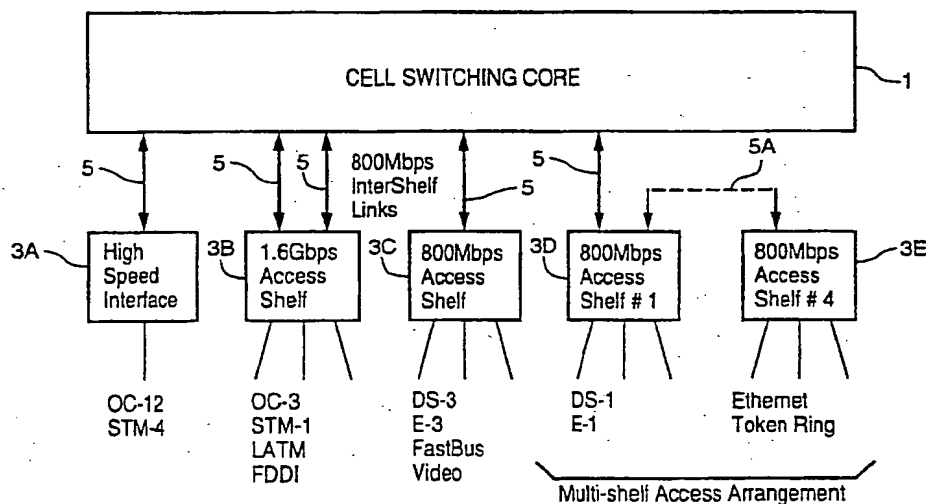 CELL SWITCHING CORE
1
5
5
5
800Mbps
InterShelf
Links
5
5
5A
3A
High
Speed
Interface
3B
1.6Gbps
Access
Shelf
3C
800Mbps
Access
Shelf
3D
800Mbps
Access
Shelf # 1
800Mbps
Access
Shelf # 4
3E
OC-12
STM-4
OC-3
STM-1
LATM
FDDI
DS-3
E-3
FastBus
Video
DS-1
E-1
Ethernet
Token Ring
Multi-shelf Access Arrangement